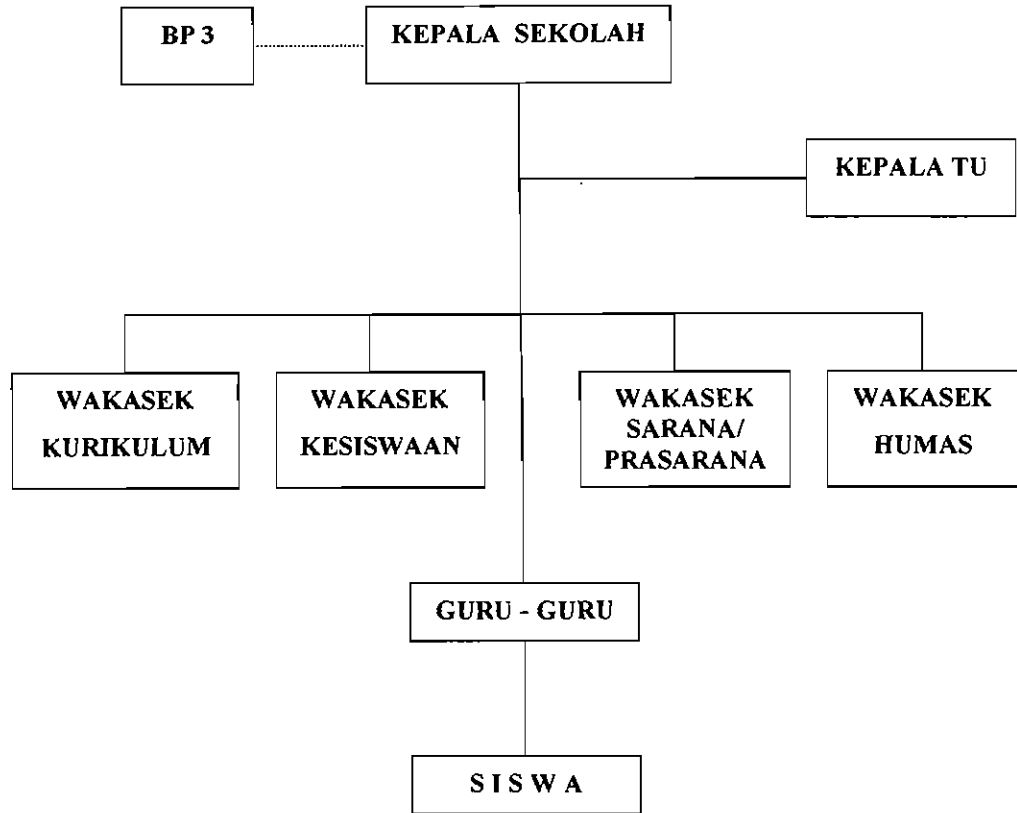 BP 3
KEPALA SEKOLAH
KEPALA TU
WAKASEK
KURIKULUM
WAKASEK
KESISWAAN
WAKASEK
SARANA/
PRASARANA
WAKASEK
HUMAS
GURU - GURU
S I S W A